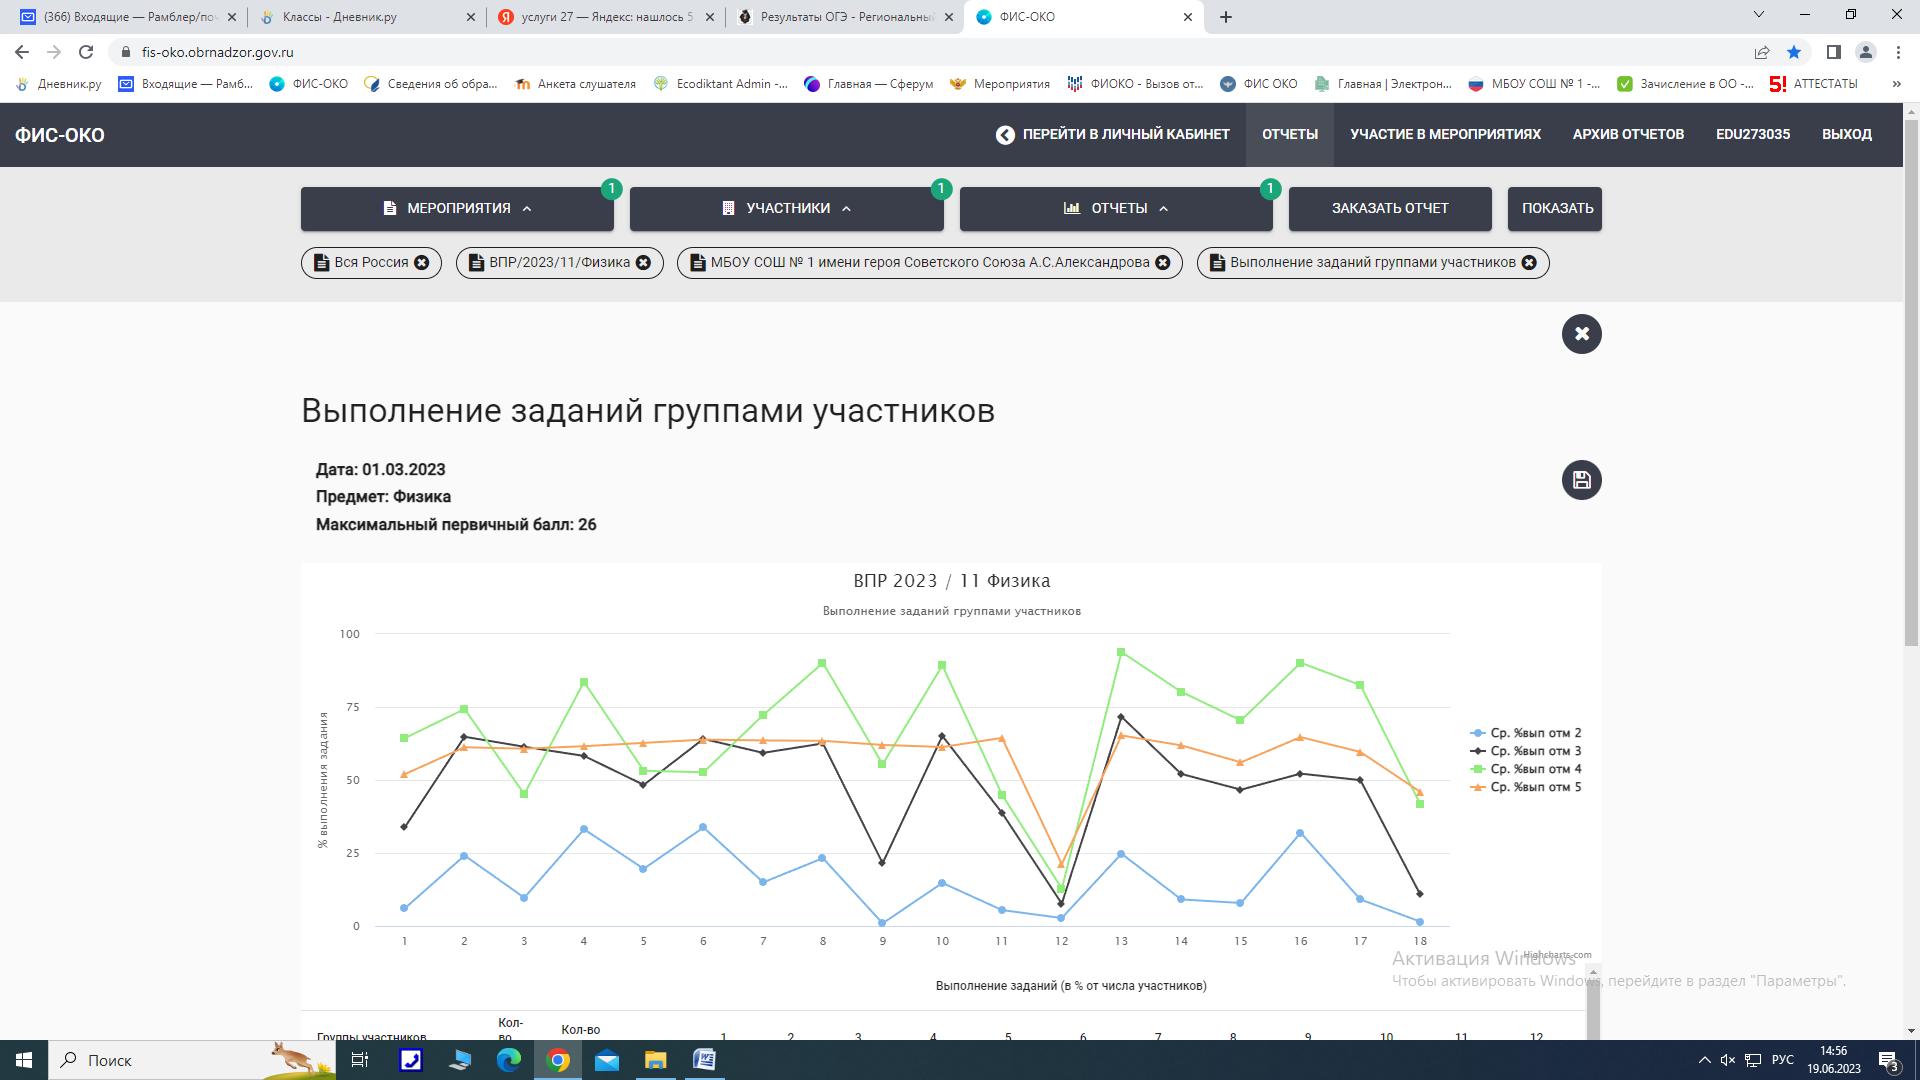 (366) Входящие — Рамблер/поч
Классы - Дневник.ру
услуги 27 — Яндекс: нашлось 5
Результаты ОГЭ - Региональный
ФИС-ОКО
fis-oko.obrnadzor.gov.ru
Дневник.ру
Входящие — Рамб...
ФИС-ОКО
Сведения об обра...
Анкета слушателя
Ecodiktant Admin -...
Главная — Сферум
Мероприятия
ФИОКО - Вызов от...
ФИС ОКО
Главная | Электрон...
МБОУ СОШ № 1 -...
Зачисление в ОО -...
5! АТТЕСТАТЫ
»
ФИС-ОКО
ПЕРЕЙТИ В ЛИЧНЫЙ КАБИНЕТ
ОТЧЕТЫ
УЧАСТИЕ В МЕРОПРИЯТИЯХ
АРХИВ ОТЧЕТОВ
EDU273035
ВЫХОД
МЕРОПРИЯТИЯ
1
УЧАСТНИКИ
1
ОТЧЕТЫ
1
ЗАКАЗАТЬ ОТЧЕТ
ПОКАЗАТЬ
Вся Россия
ВПР/2023/11/Физика
МБОУ СОШ № 1 имени героя Советского Союза А.С.Александрова
Выполнение заданий группами участников
Выполнение заданий группами участников
Дата: 01.03.2023
Предмет: Физика
Максимальный первичный балл: 26
ВПР 2023 / 11 Физика
Выполнение заданий группами участников
% выполнения задания
100
75
50
25
0
1 2 3 4 5 6 7 8 9 10 11 12 13 14 15 16 17 18
Ср. %вып отм 2
Ср. %вып отм 3
Ср. %вып отм 4
Ср. %вып отм 5
Highcharts.com
Активация Windows
Чтобы активировать Windows, перейдите в раздел "Параметры".
Выполнение заданий (в % от числа участников)
Группы участников
Кол-
во
Кол-во
1 2 3 4 5 6 7 8 9 10 11 12
Поиск
РУС
14:56
19.06.2023
3